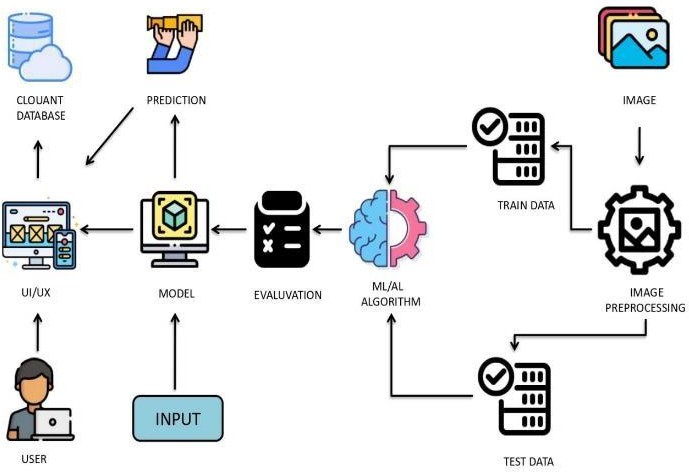 CLOUANT
DATABASE
PREDICTION
IMAGE
TRAIN DATA
UI/UX
MODEL
EVALUVATION
ML/AL
ALGORITHM
IMAGE
PREPROCESSING
INPUT
USER
TEST DATA